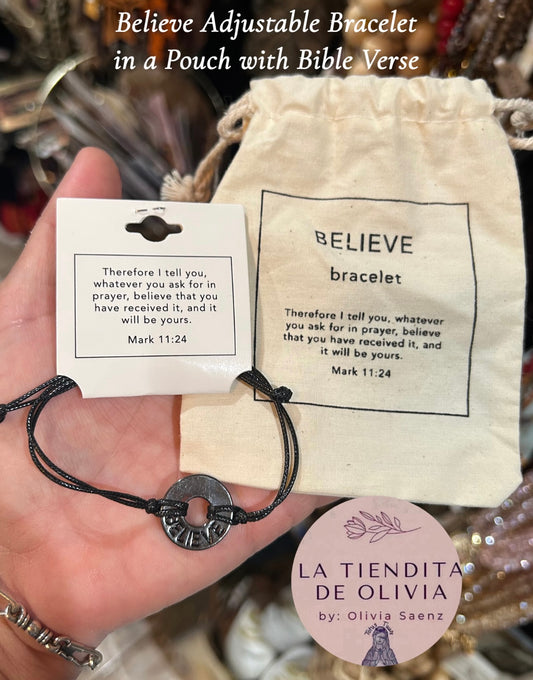 Believe Adjustable Bracelet
in a Pouch with Bible Verse
Therefore I tell you,
whatever you ask for in
prayer, believe that you
have received it, and it
will be yours.
Mark 11:24
BELIEVE
bracelet
Therefore I tell you, whatever
you ask for in prayer, believe
that you have received it, and
it will be yours.
Mark 11:24
BELIEVE
LA TIENDITA
DE OLIVIA
by: Olivia Saenz